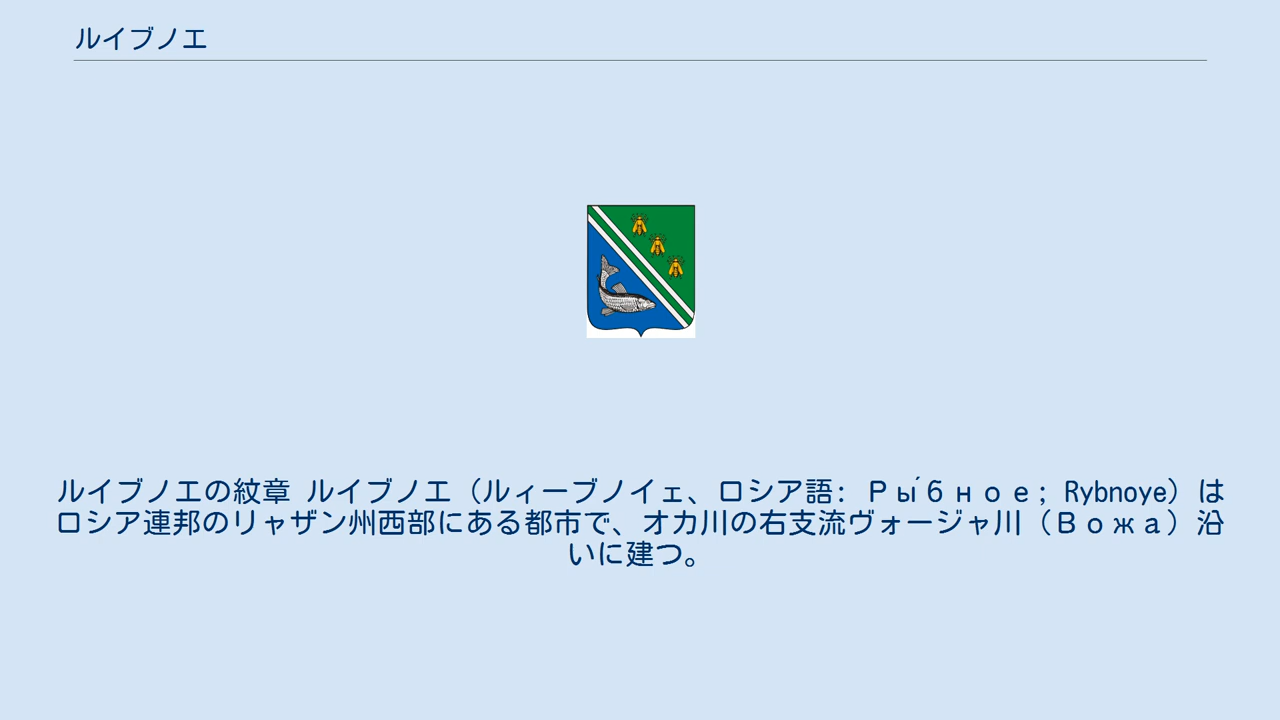 ルイブノエ
ルイブノエの紋章 ルイブノエ（ルィーブノイェ、ロシア語: Ры́бное; Rybnoye）は
ロシア連邦のリャザン州西部にある都市で、オカ川の右支流ヴォージャ川（Вожа）沿
いに建つ。